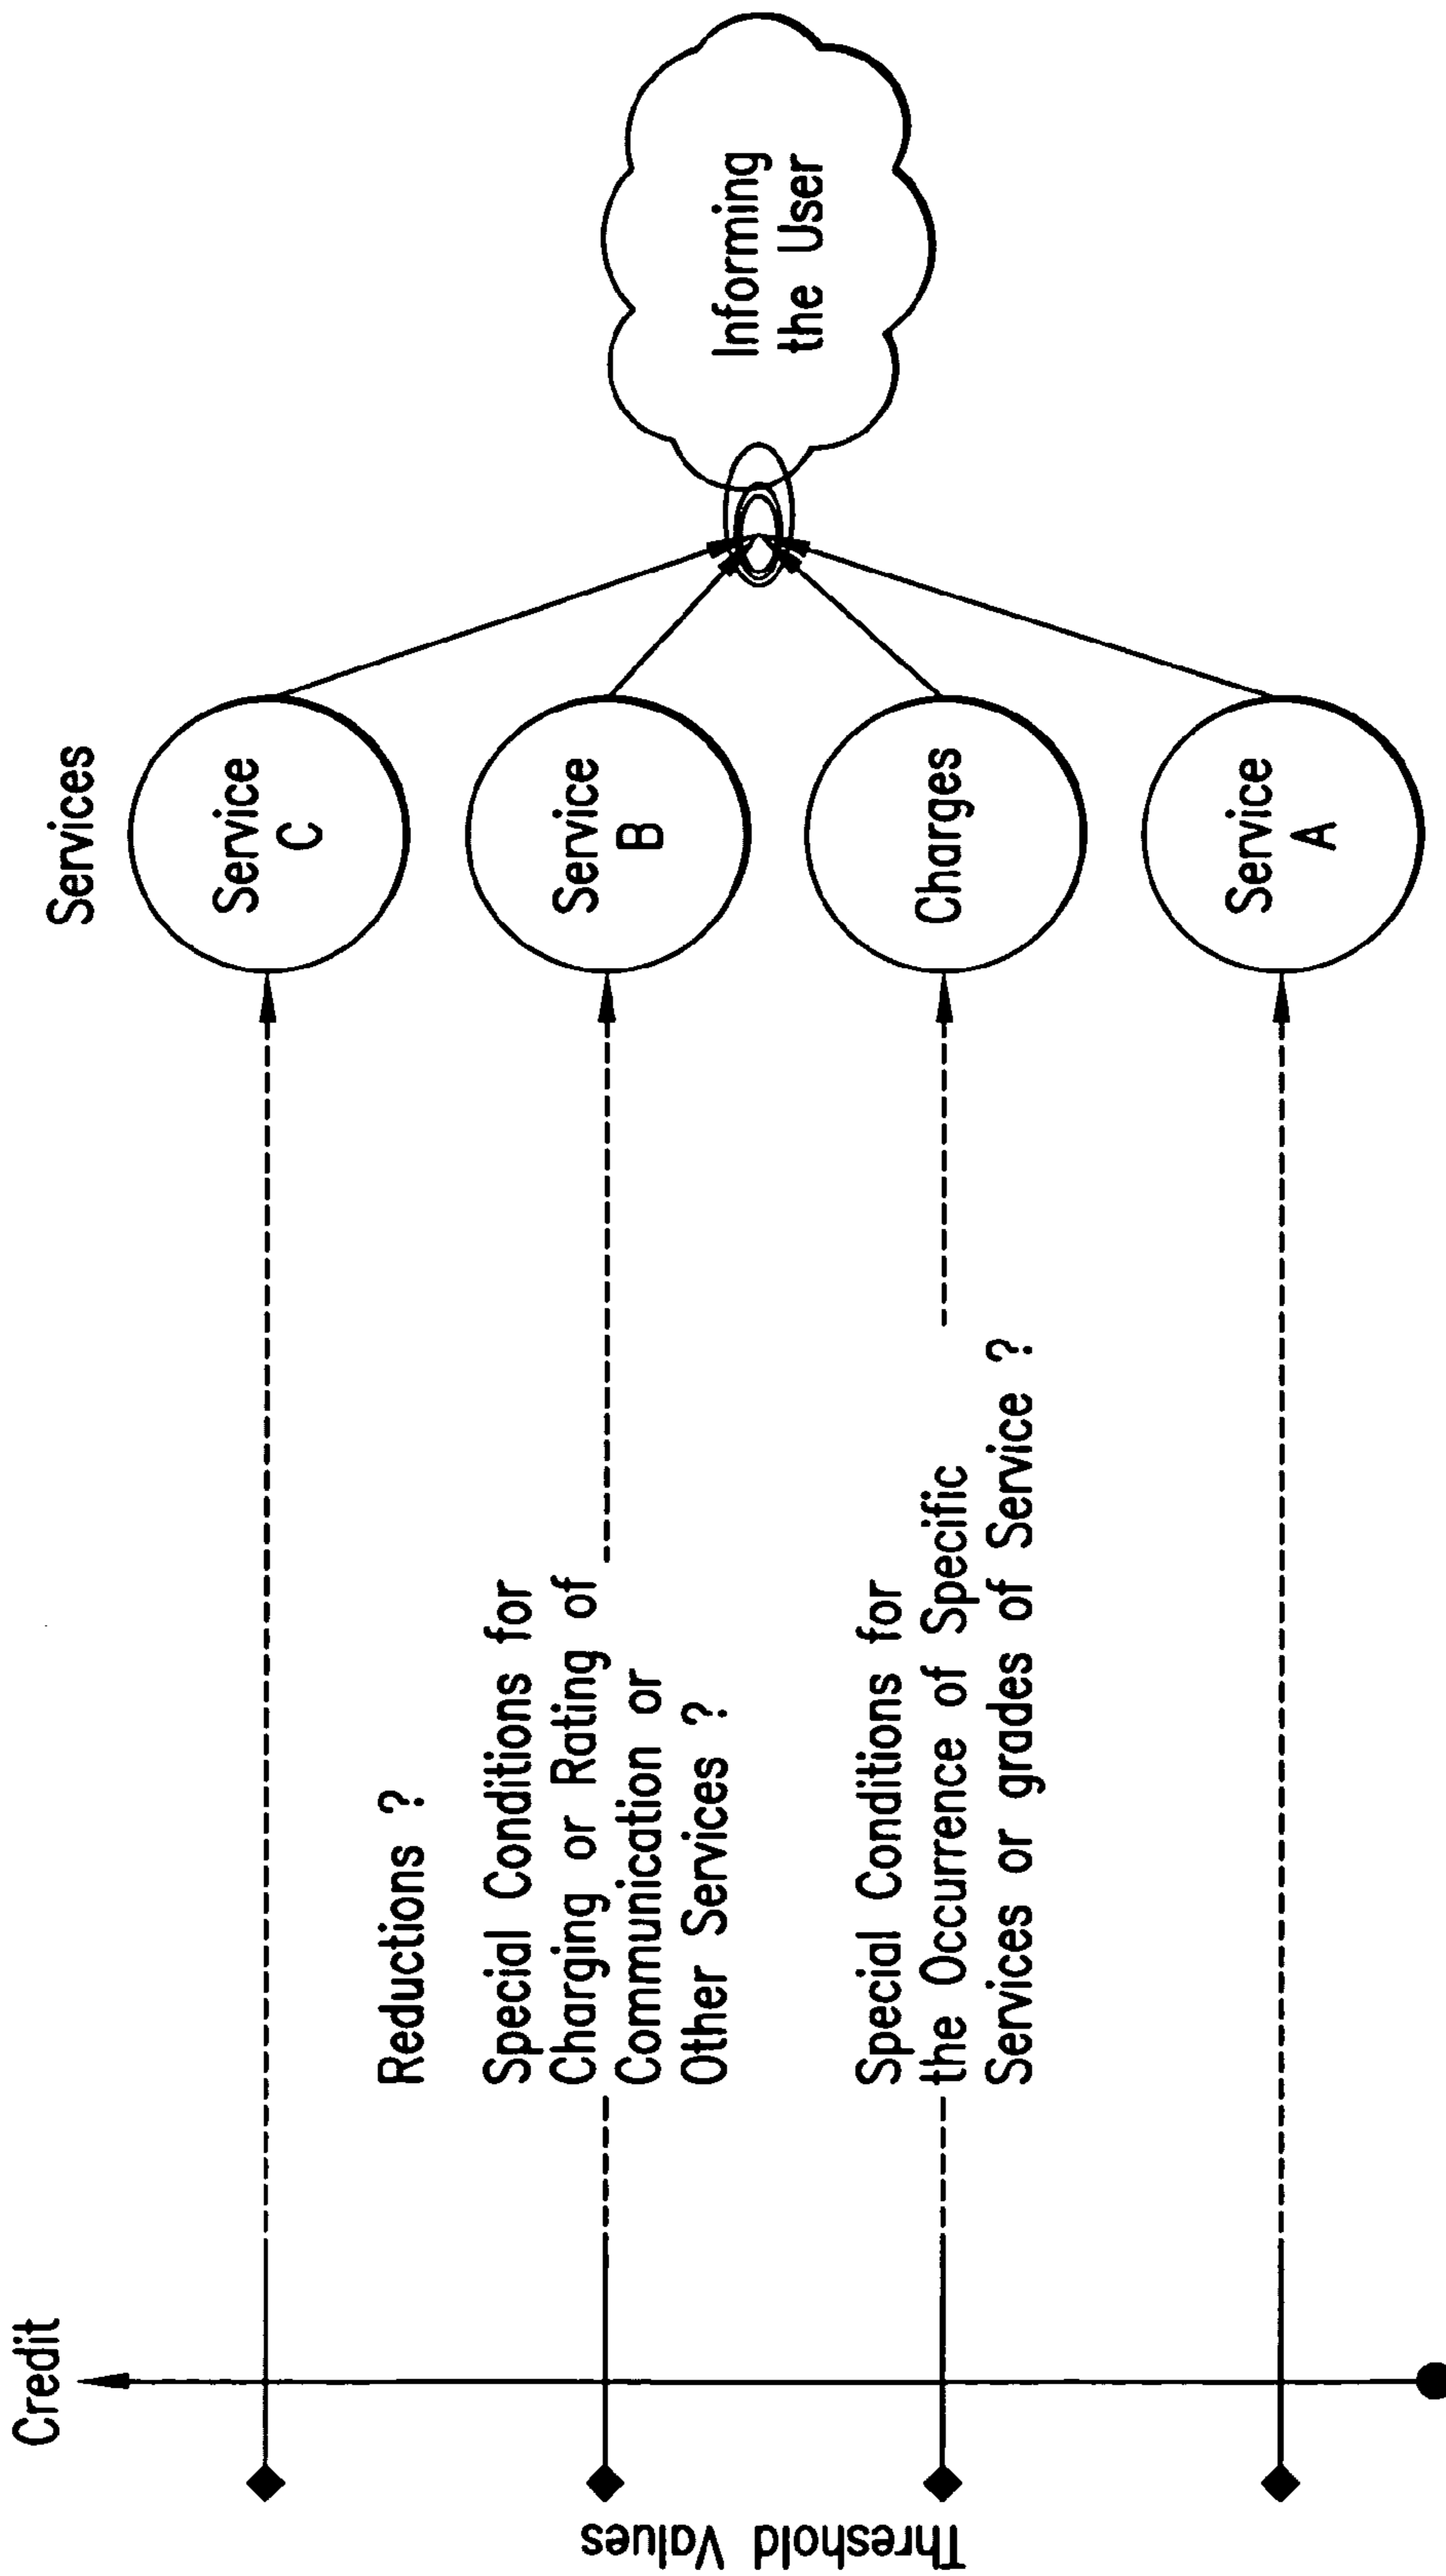 Credit
Services
Threshold Values
Service
C
Reductions ?
Special Conditions for
Charging or Rating of
Communication or
Other Services ?
Service
B
Special Conditions for
the Occurrence of Specific
Services or grades of Service ?
Charges
Service
A
Informing
the User